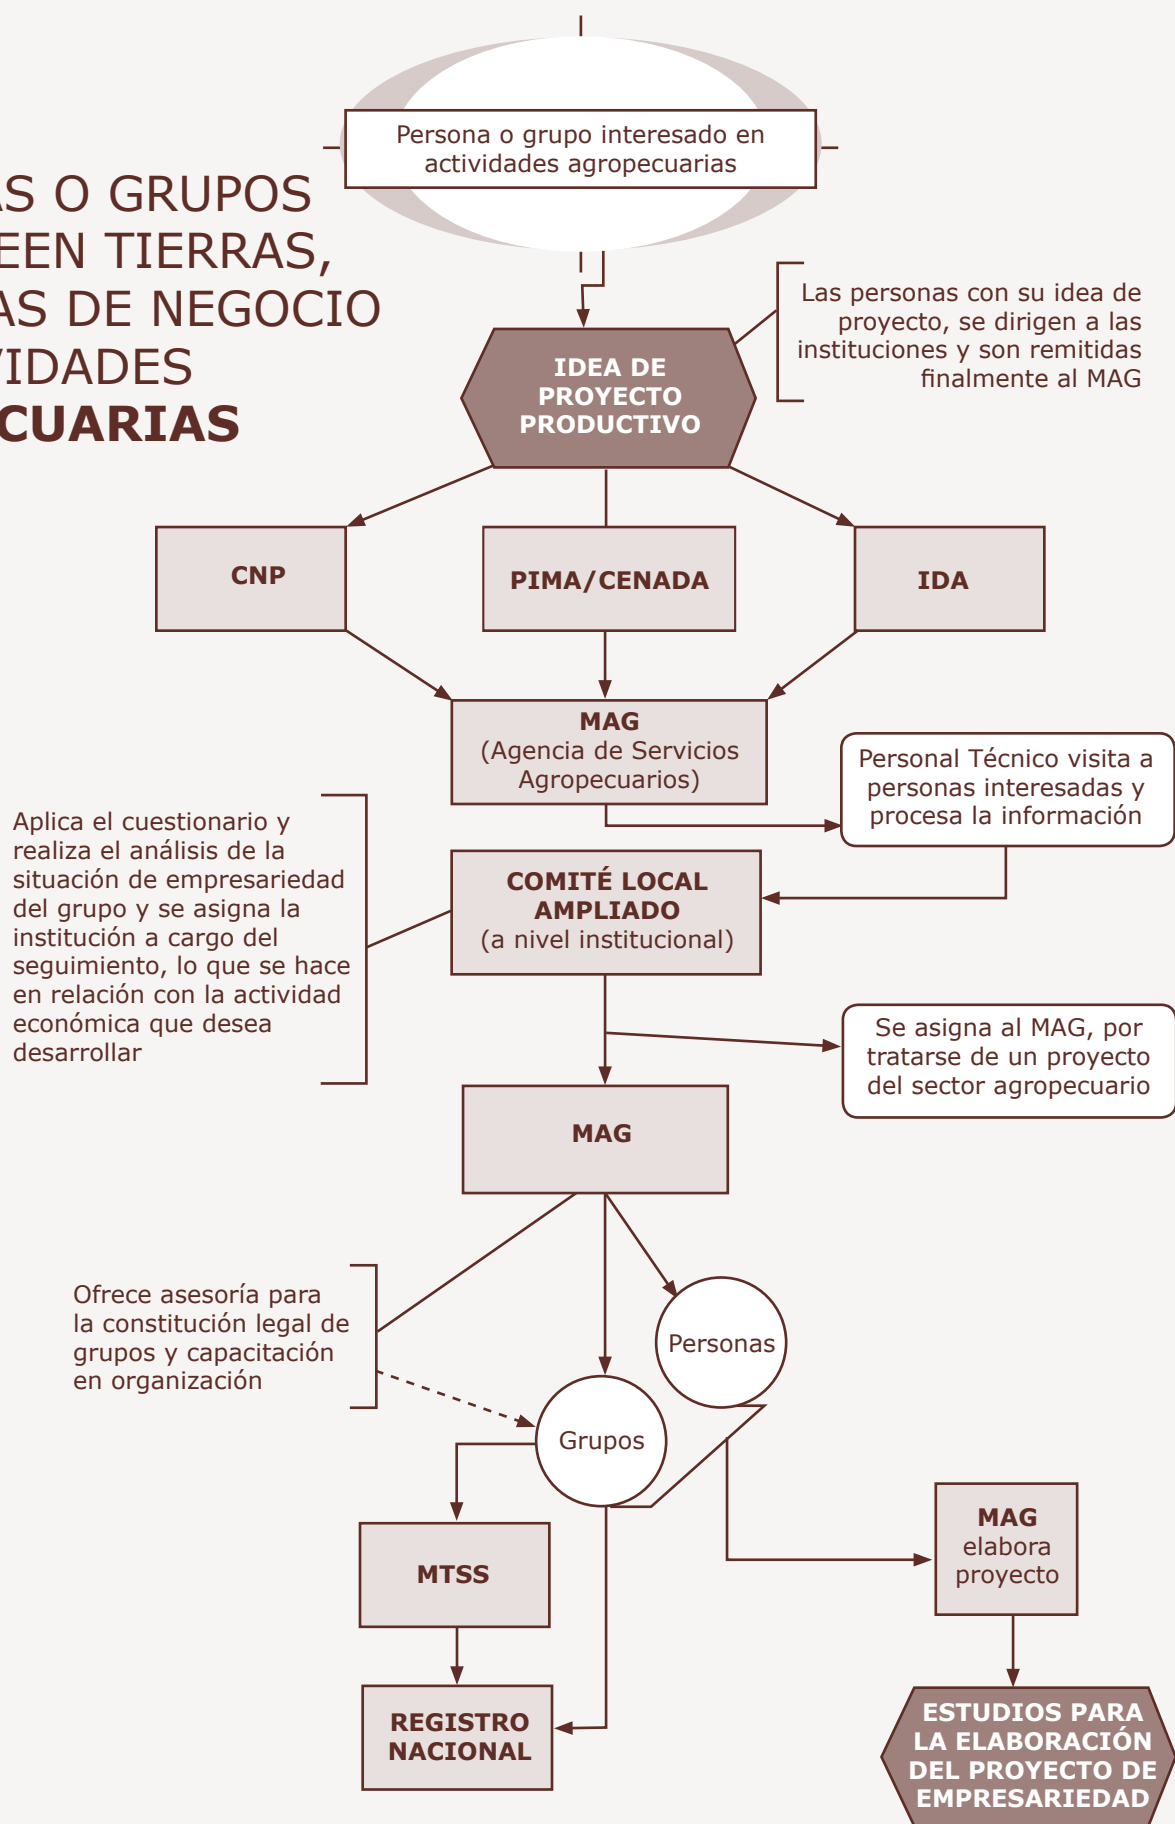 Persona o grupo interesado en
actividades agropecuarias
AS O GRUPOS
EEN TIERRAS,
AS DE NEGOCIO
VIDADES
CUARIAS
Las personas con su idea de
proyecto, se dirigen a las
instituciones y son remitidas
finalmente al MAG
IDEA DE
PROYECTO
PRODUCTIVO
CNP
PIMA/CENADA
IDA
MAG
(Agencia de Servicios
Agropecuarios)
Personal Técnico visita a
personas interesadas y
procesa la información
Aplica el cuestionario y
realiza el análisis de la
situación de empresariedad
del grupo y se asigna la
institución a cargo del
seguimiento, lo que se hace
en relación con la actividad
económica que desea
desarrollar
COMITÉ LOCAL
AMPLIADO
(a nivel institucional)
Se asigna al MAG, por
tratarse de un proyecto
del sector agropecuario
MAG
Ofrece asesoría para
la constitución legal de
grupos y capacitación
en organización
Personas
Grupos
MTSS
MAG
elabora
proyecto
REGISTRO
NACIONAL
ESTUDIOS PARA
LA ELABORACIÓN
DEL PROYECTO DE
EMPRESARIEDAD